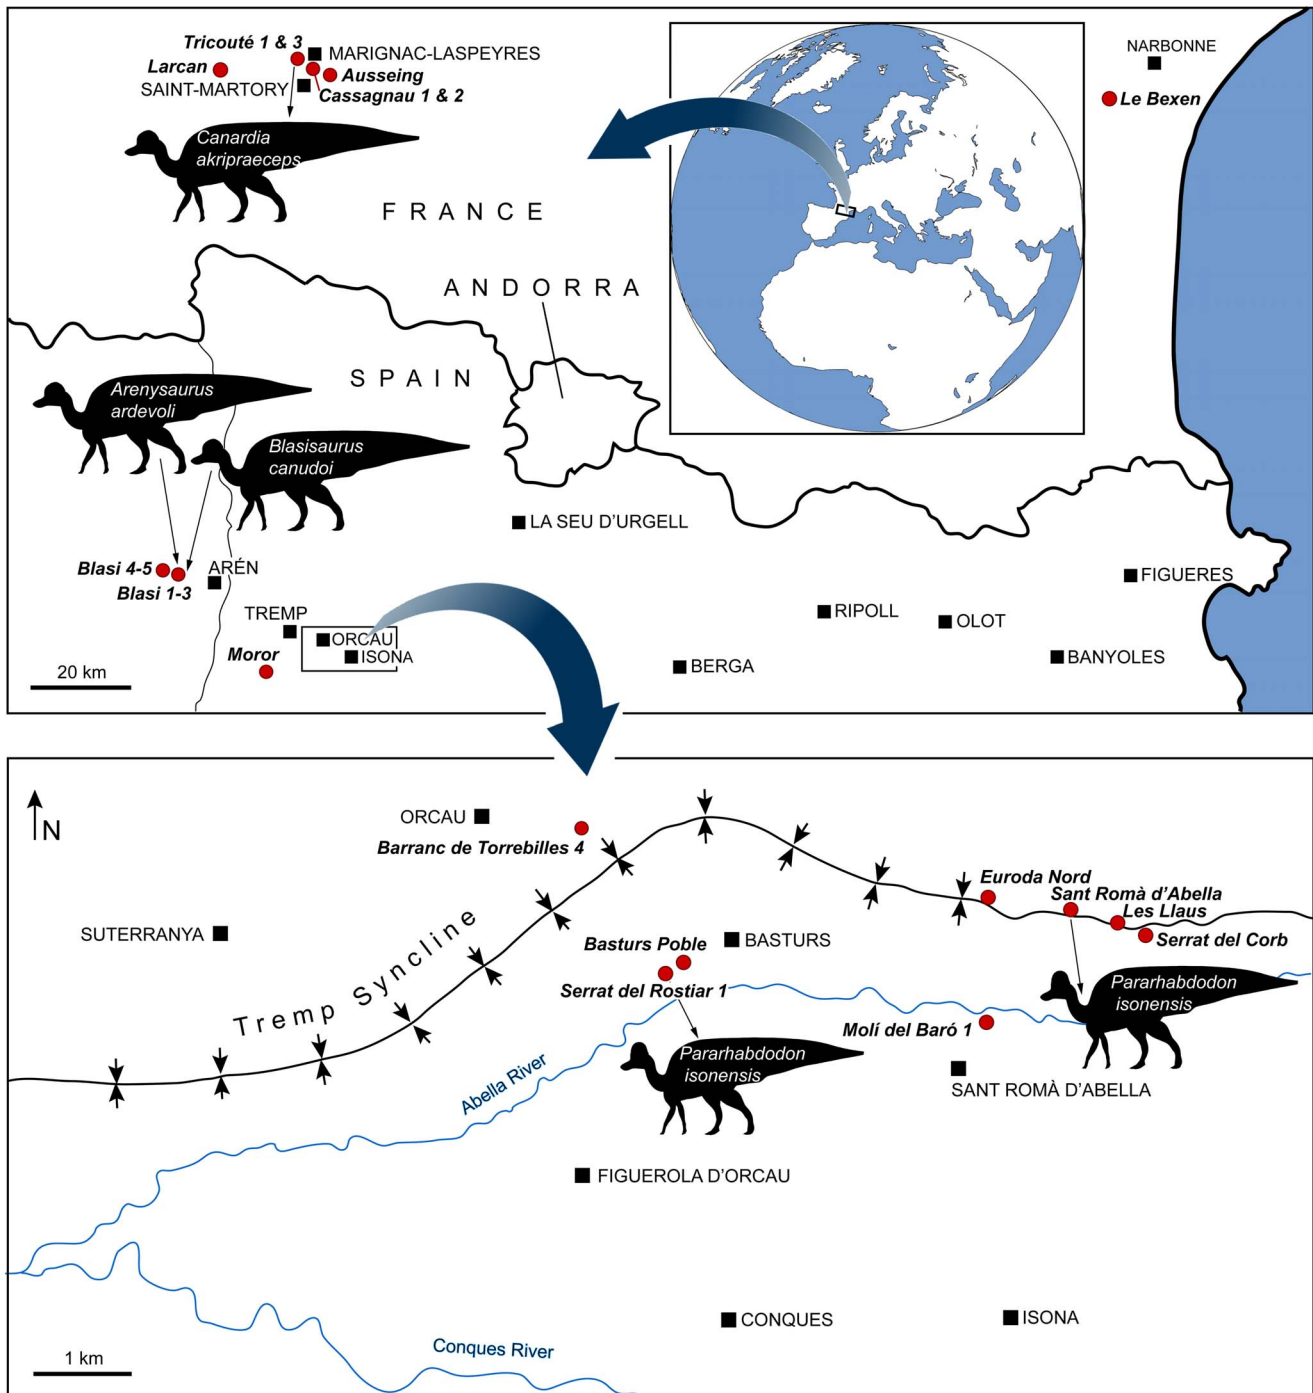 Tricouté 1 & 3
MARIGNAC-LASPEYRES
Larcan
Ausseing
SAINT-MARTORY
Cassagnau 1 & 2
NARBONNE
Le Bexen
Canardia
akripraeceps
FRANCE
ANDORRA
SPAIN
Arenysaurus
ardevoli
Blasisaurus
canudoi
LA SEU D'URGELL
Blasi 4-5
ARÉN
Blasi 1-3
FIGUERES
TREMP
ORCAU
ISONA
RIPOLL
OLOT
Moror
BERGA
BANYOLES
20 km
N
ORCAU
Barranc de Torrebilles 4
Euroda Nord
Sant Romà d'Abella
Les Llaus
Serrat del Corb
SUTERRANYA
Tremp Syncline
Basturs Poble
BASTURS
Serrat del Rostiar 1
Pararhabdodon
isonensis
Molí del Baró 1
Pararhabdodon
isonensis
SANT ROMÀ D'ABELLA
Abella River
FIGUEROLA D'ORCAU
CONQUES
ISONA
Conques River
1 km